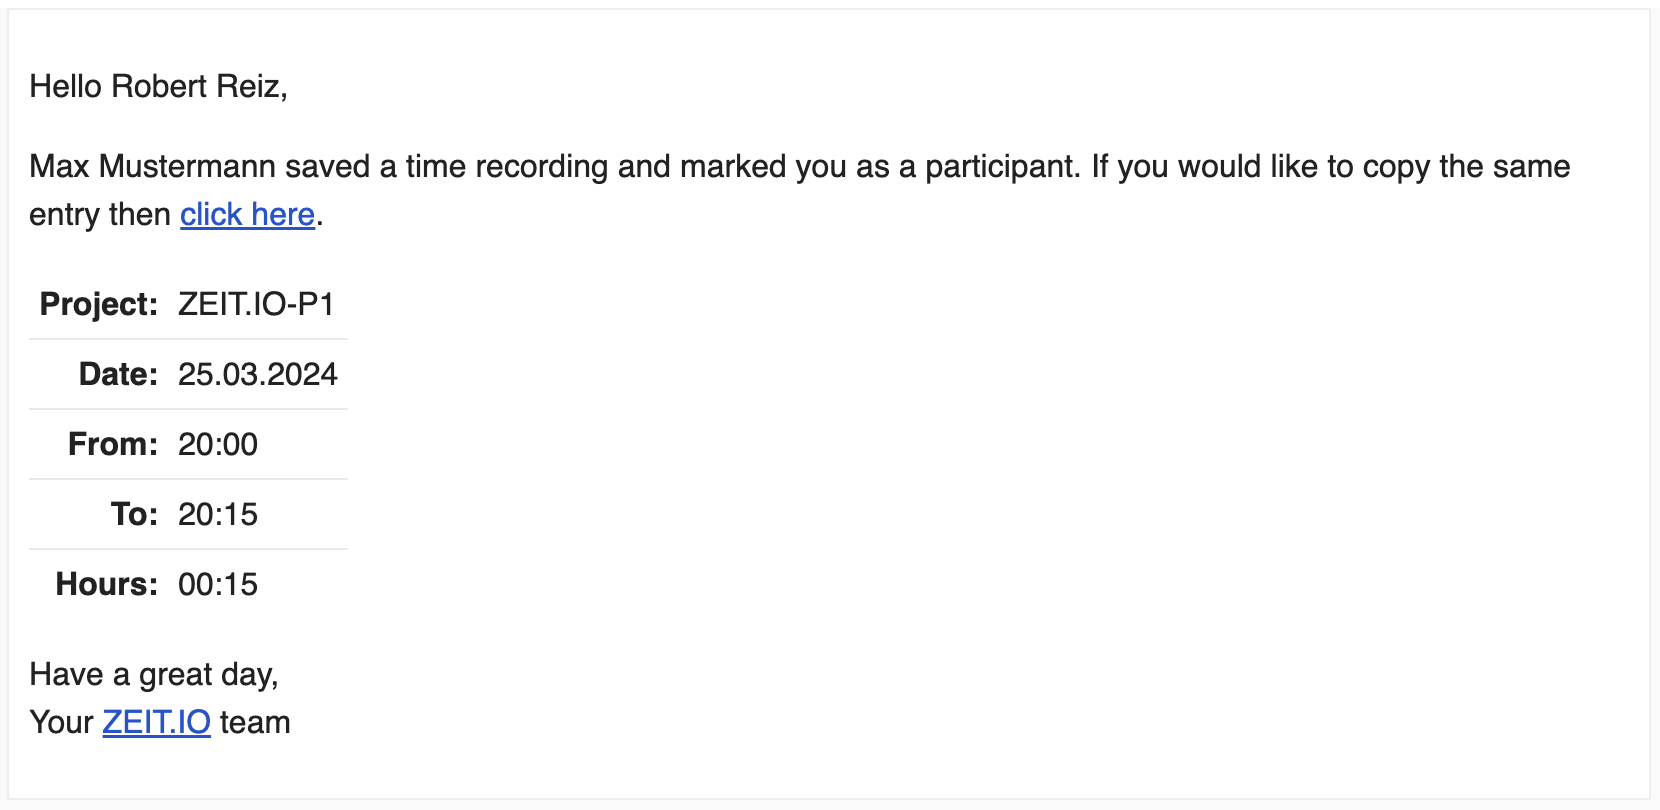 Hello Robert Reiz,
Max Mustermann saved a time recording and marked you as a participant. If you would like to copy the same
entry then click here.
Project: ZEIT.IO-P1
Date: 25.03.2024
From: 20:00
To: 20:15
Hours: 00:15
Have a great day,
Your ZEIT.IO team